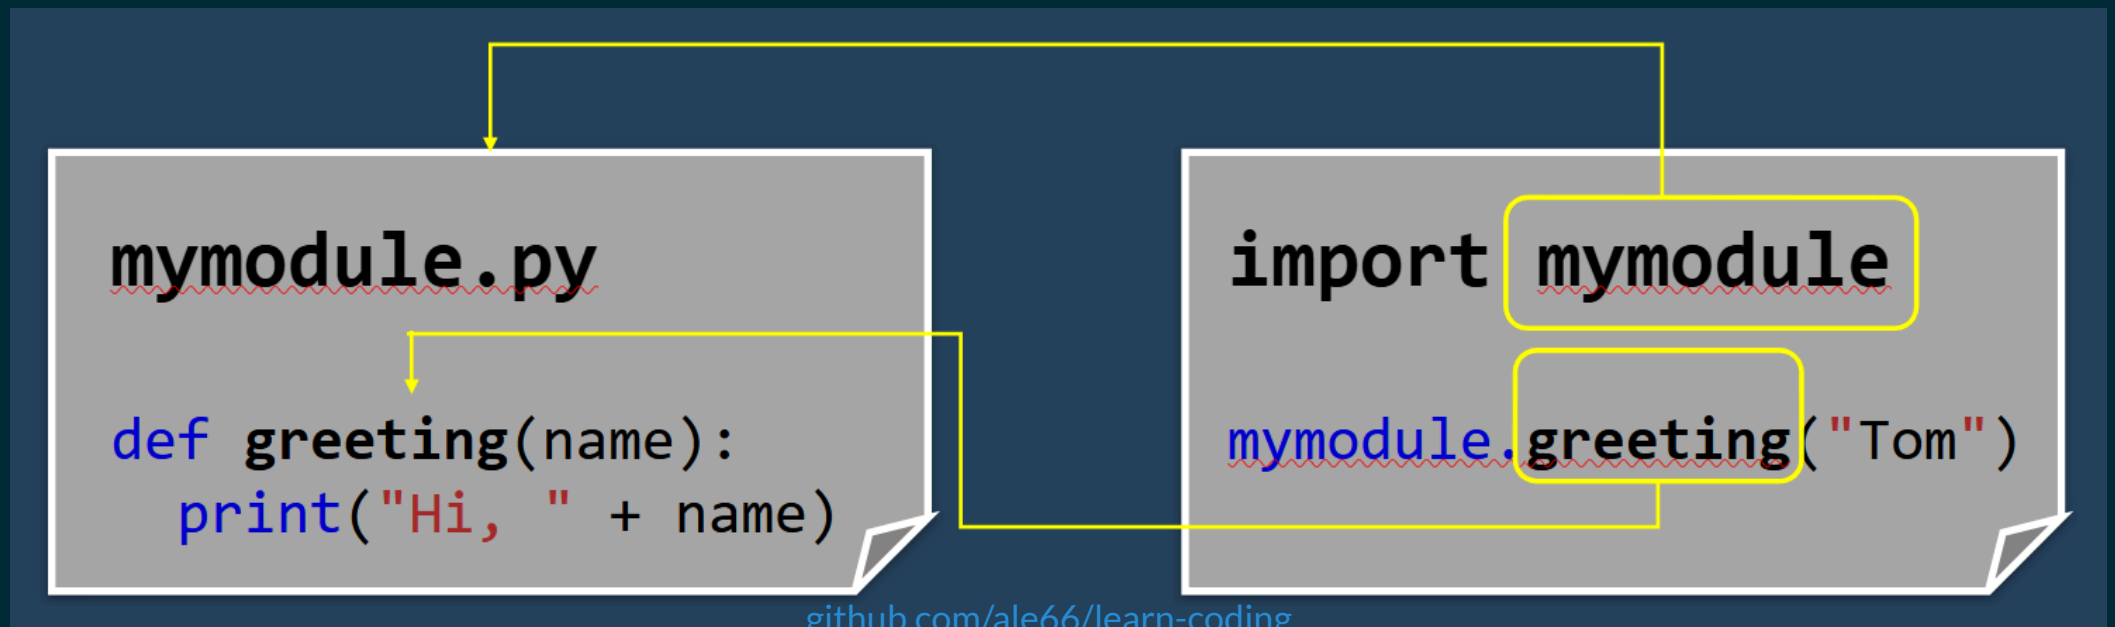 mymodule.py
def greeting(name):
print("Hi, " + name)
import mymodule
mymodule.greeting("Tom")
github.com/ale66/learn-coding